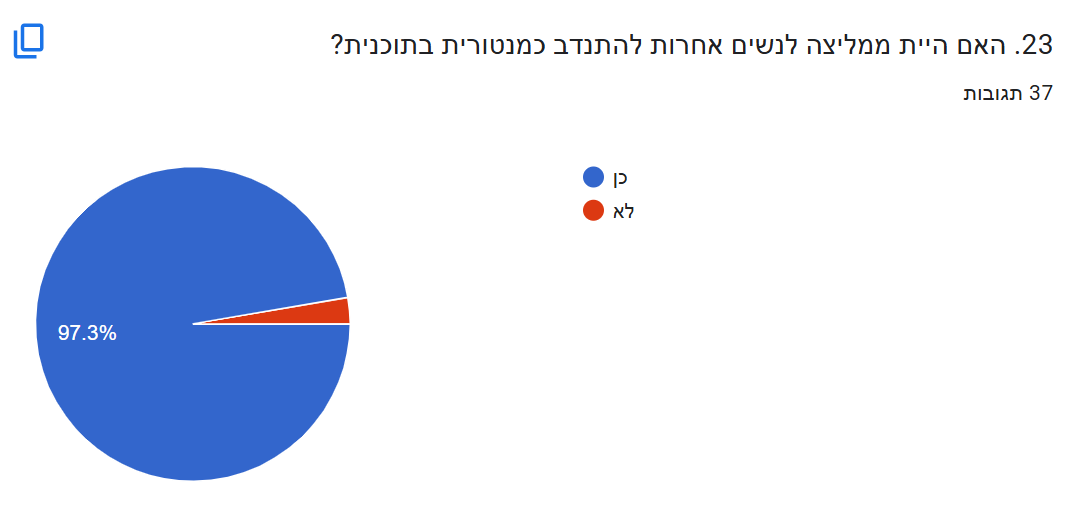 23. האם היית ממליצה לנשים אחרות להתנדב כמנטורית בתוכנית?
37 תגובות
כן
לא
97.3%